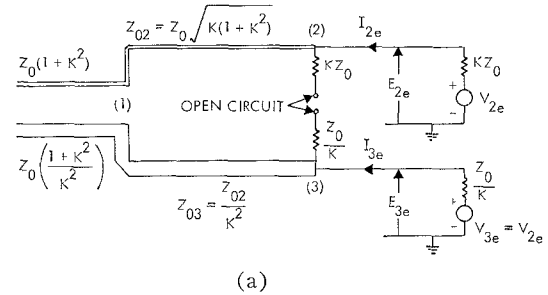 Z₀₂ = Z₀√K(1 + K²)
(2)
I₂ₑ
Z₀(1 + K²)
KZ₀
KZ₀
E₂ₑ
+
V₂ₑ
−
(1)
OPEN CIRCUIT
Z₀/K
I₃ₑ
Z₀((1 + K²)/K²)
Z₀₃ = Z₀₂/K²
(3)
E₃ₑ
Z₀/K
+
−
V₃ₑ = V₂ₑ
(a)